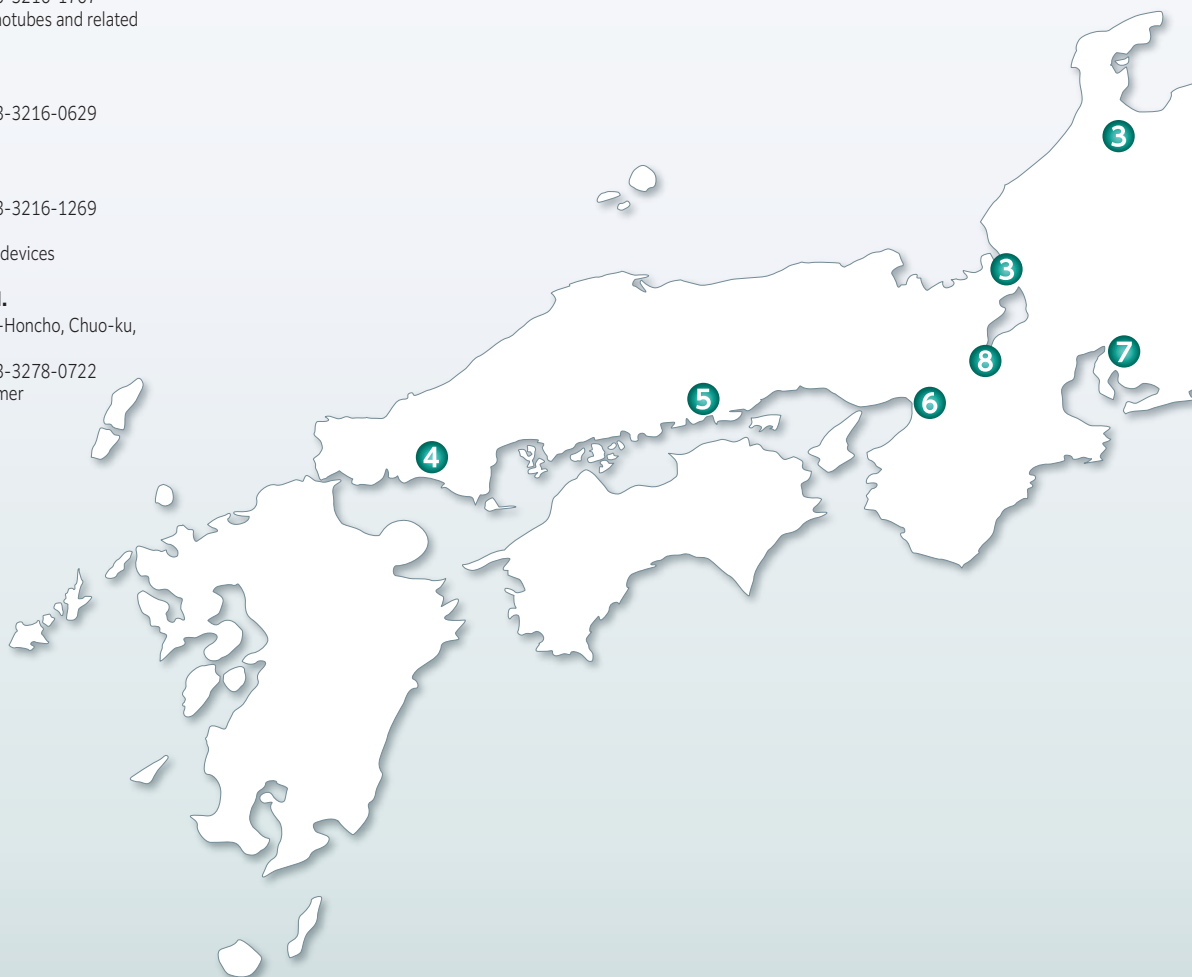 notubes and related
3-3216-0629
3-3216-1269
devices
-Honcho, Chuo-ku,
3-3278-0722
mer
3
3
7
8
5
6
4